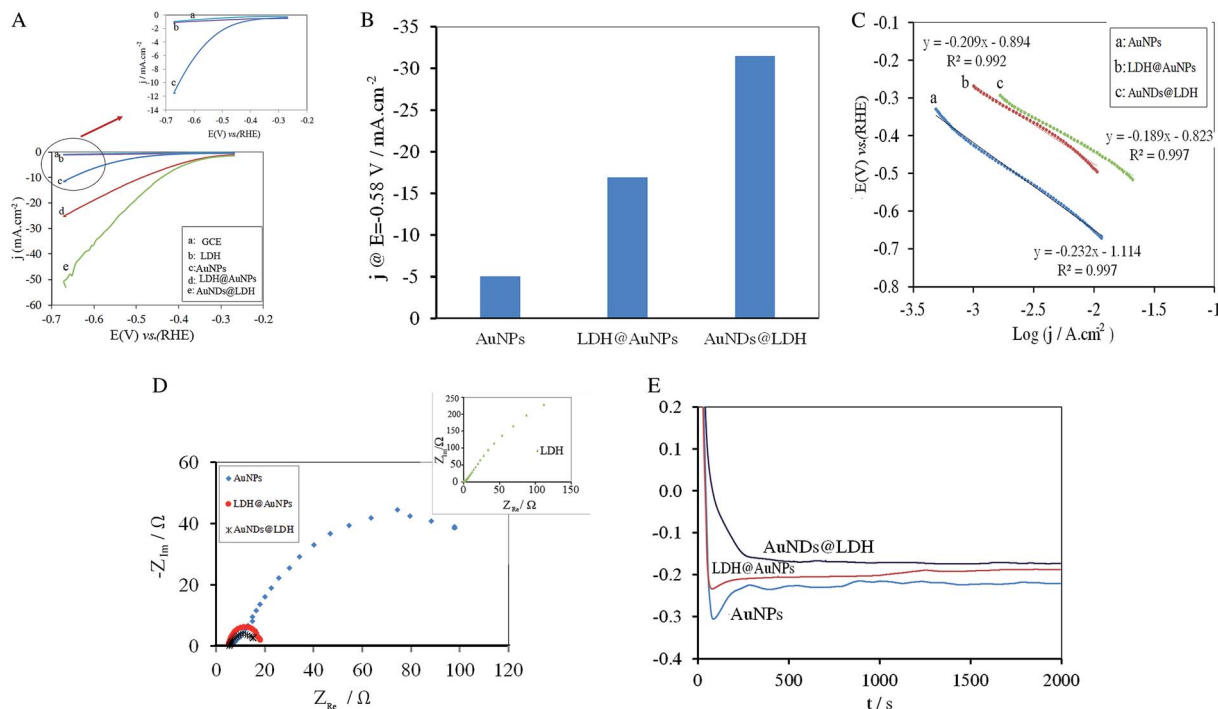 A
a
b
c
j / mA.cm⁻²
0
-2
-4
-6
-8
-10
-12
-14
-0.7 -0.6 -0.5 -0.4 -0.3 -0.2
E(V) vs.(RHE)
0
-10
-20
-30
-40
-50
-60
j (mA.cm⁻²)
a
b
c
d
e
a: GCE
b: LDH
c: AuNPs
d: LDH@AuNPs
e: AuNDs@LDH
-0.7 -0.6 -0.5 -0.4 -0.3 -0.2
E(V) vs.(RHE)
B
j @ E=-0.58 V / mA.cm⁻²
-35
-30
-25
-20
-15
-10
-5
0
AuNPs LDH@AuNPs AuNDs@LDH
C
E(V) vs.(RHE)
-0.1
-0.2
-0.3
-0.4
-0.5
-0.6
-0.7
-0.8
y = -0.209x - 0.894
R² = 0.992
a: AuNPs
b: LDH@AuNPs
c: AuNDs@LDH
a
b
c
y = -0.189x - 0.823
R² = 0.997
y = -0.232x - 1.114
R² = 0.997
-3.5 -3 -2.5 -2 -1.5 -1
Log (j / A.cm²)
D
-Z Im / Ω
60
40
20
0
AuNPs
LDH@AuNPs
AuNDs@LDH
Z Im/Ω
250
200
150
100
50
0
LDH
0 50 100 150
Z Re / Ω
0 20 40 60 80 100 120
Z Re / Ω
E
0.2
0.1
0.0
-0.1
-0.2
-0.3
-0.4
AuNDs@LDH
LDH@AuNPs
AuNPs
0 500 1000 1500 2000
t / s